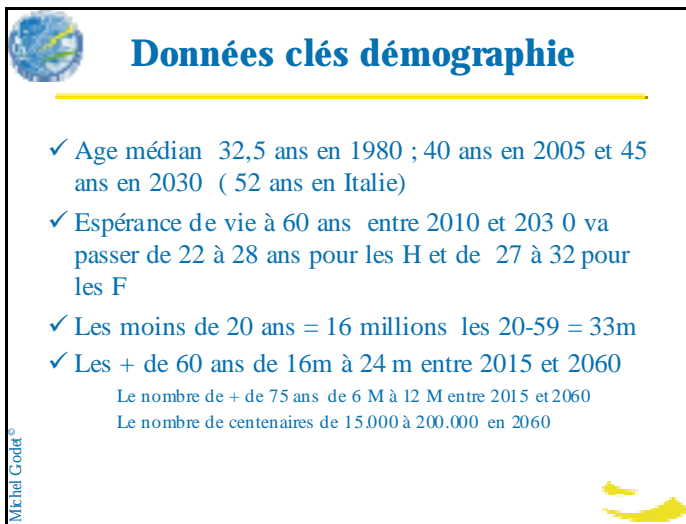 Données clés démographie
✓ Age médian 32,5 ans en 1980 ; 40 ans en 2005 et 45
ans en 2030 ( 52 ans en Italie)
✓ Espérance de vie à 60 ans entre 2010 et 203 0 va
passer de 22 à 28 ans pour les H et de 27 à 32 pour
les F
✓ Les moins de 20 ans = 16 millions les 20-59 = 33m
✓ Les + de 60 ans de 16m à 24 m entre 2015 et 2060
Le nombre de + de 75 ans de 6 M à 12 M entre 2015 et 2060
Le nombre de centenaires de 15.000 à 200.000 en 2060
Michel Godet©